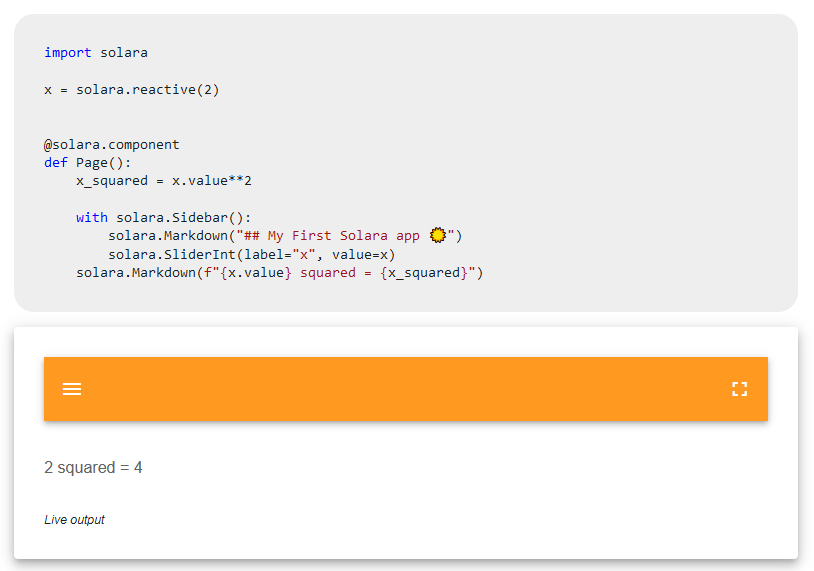 import solara
x = solara.reactive(2)
@solara.component
def Page():
    x_squared = x.value**2
    with solara.Sidebar():
        solara.Markdown("## My First Solara app 🌞")
        solara.SliderInt(label="x", value=x)
    solara.Markdown(f"{x.value} squared = {x_squared}")
2 squared = 4
Live output